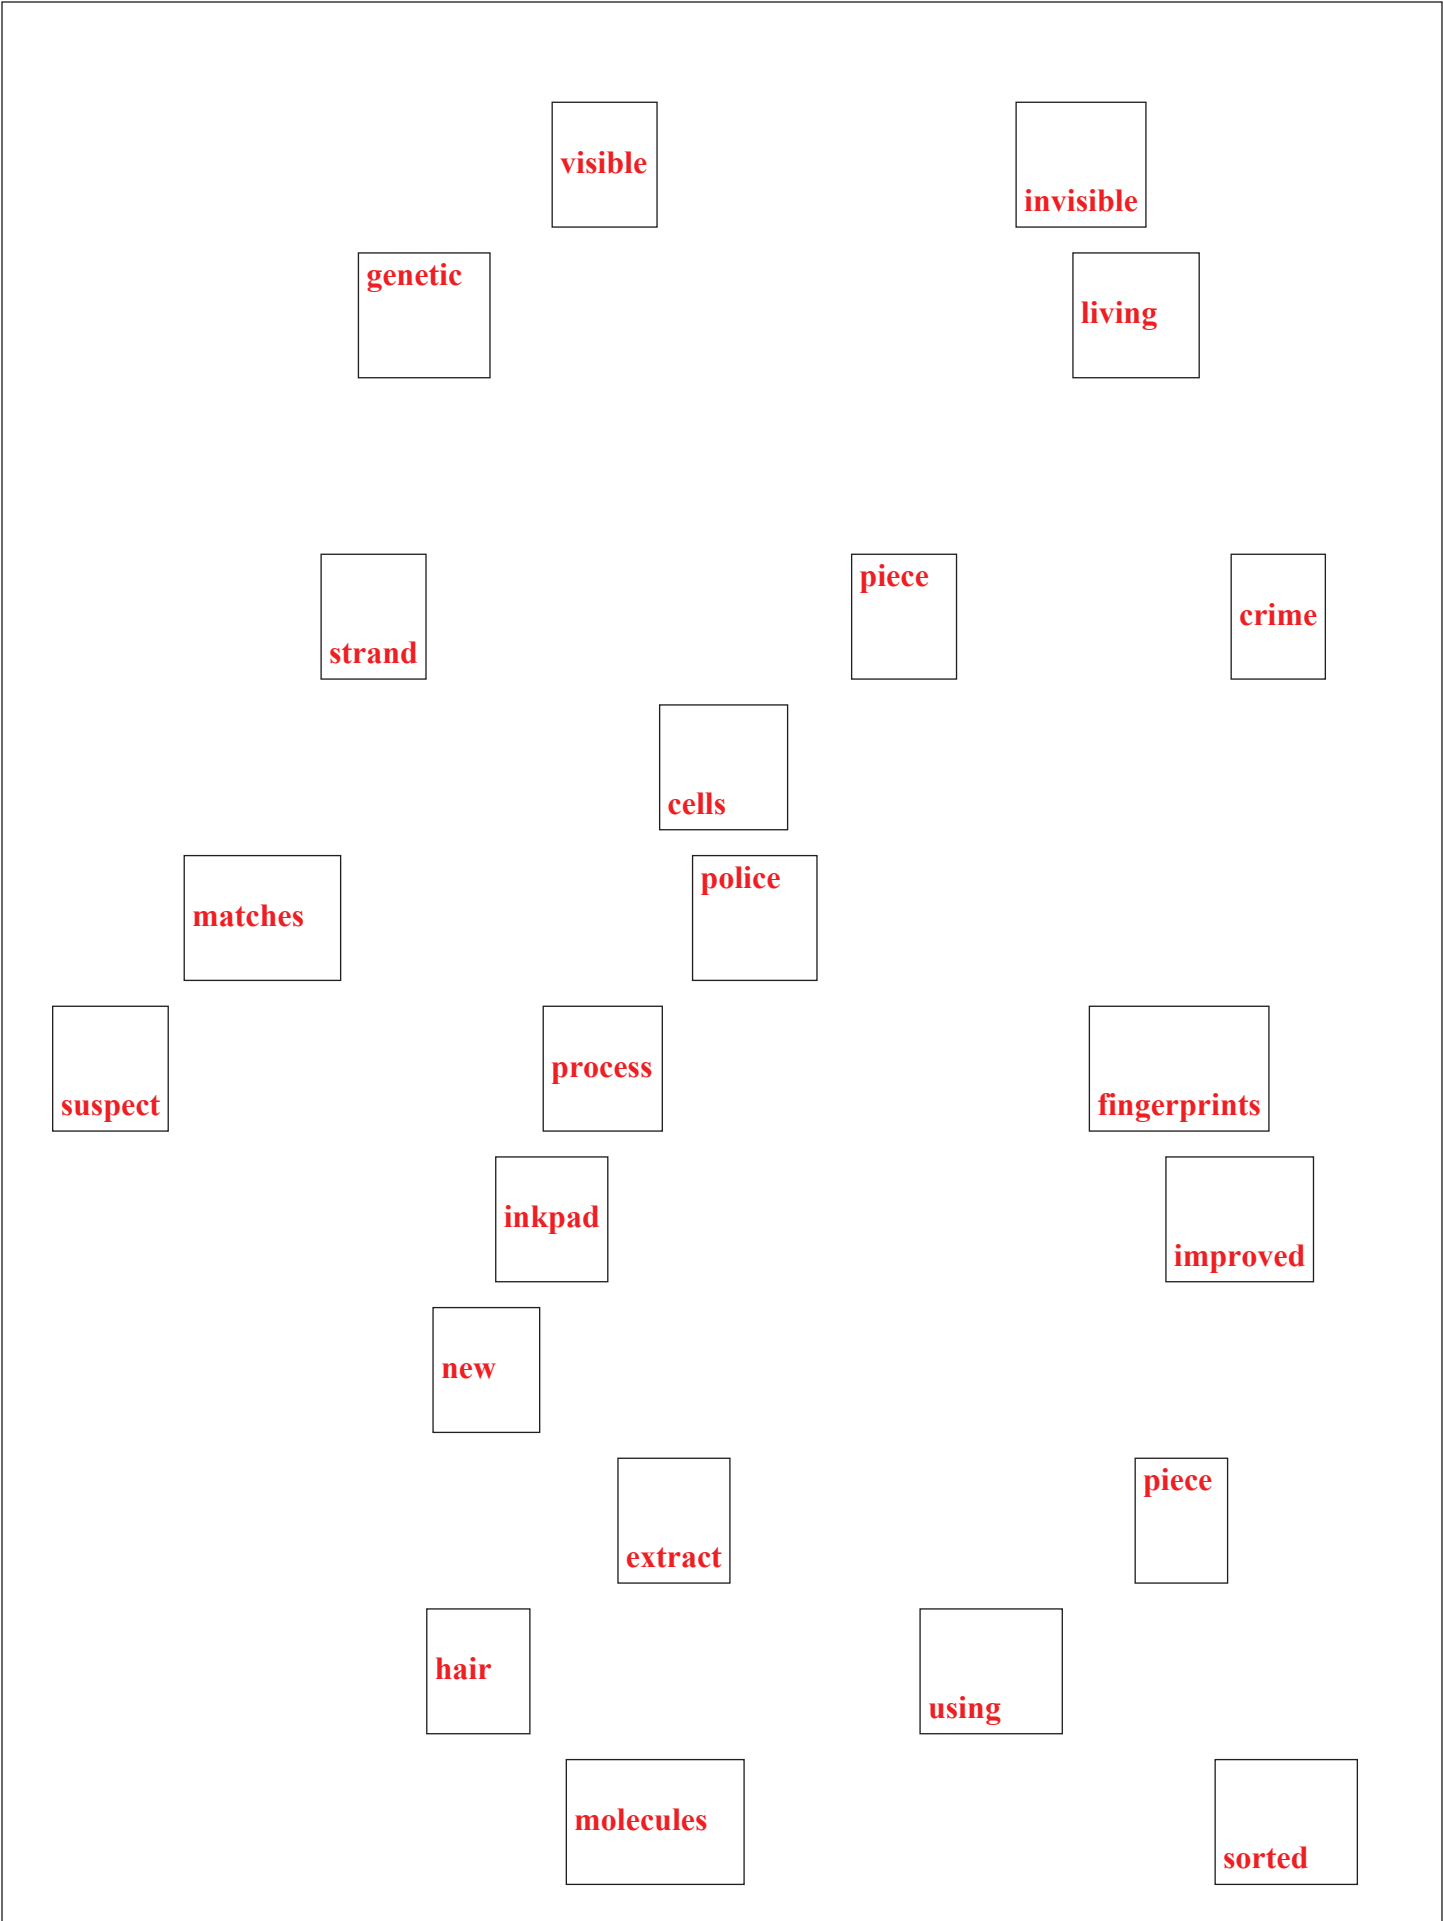 visible invisible
genetic living
strand piece crime
cells
matches police
suspect process fingerprints
inkpad improved
new
extract piece
hair using
molecules sorted